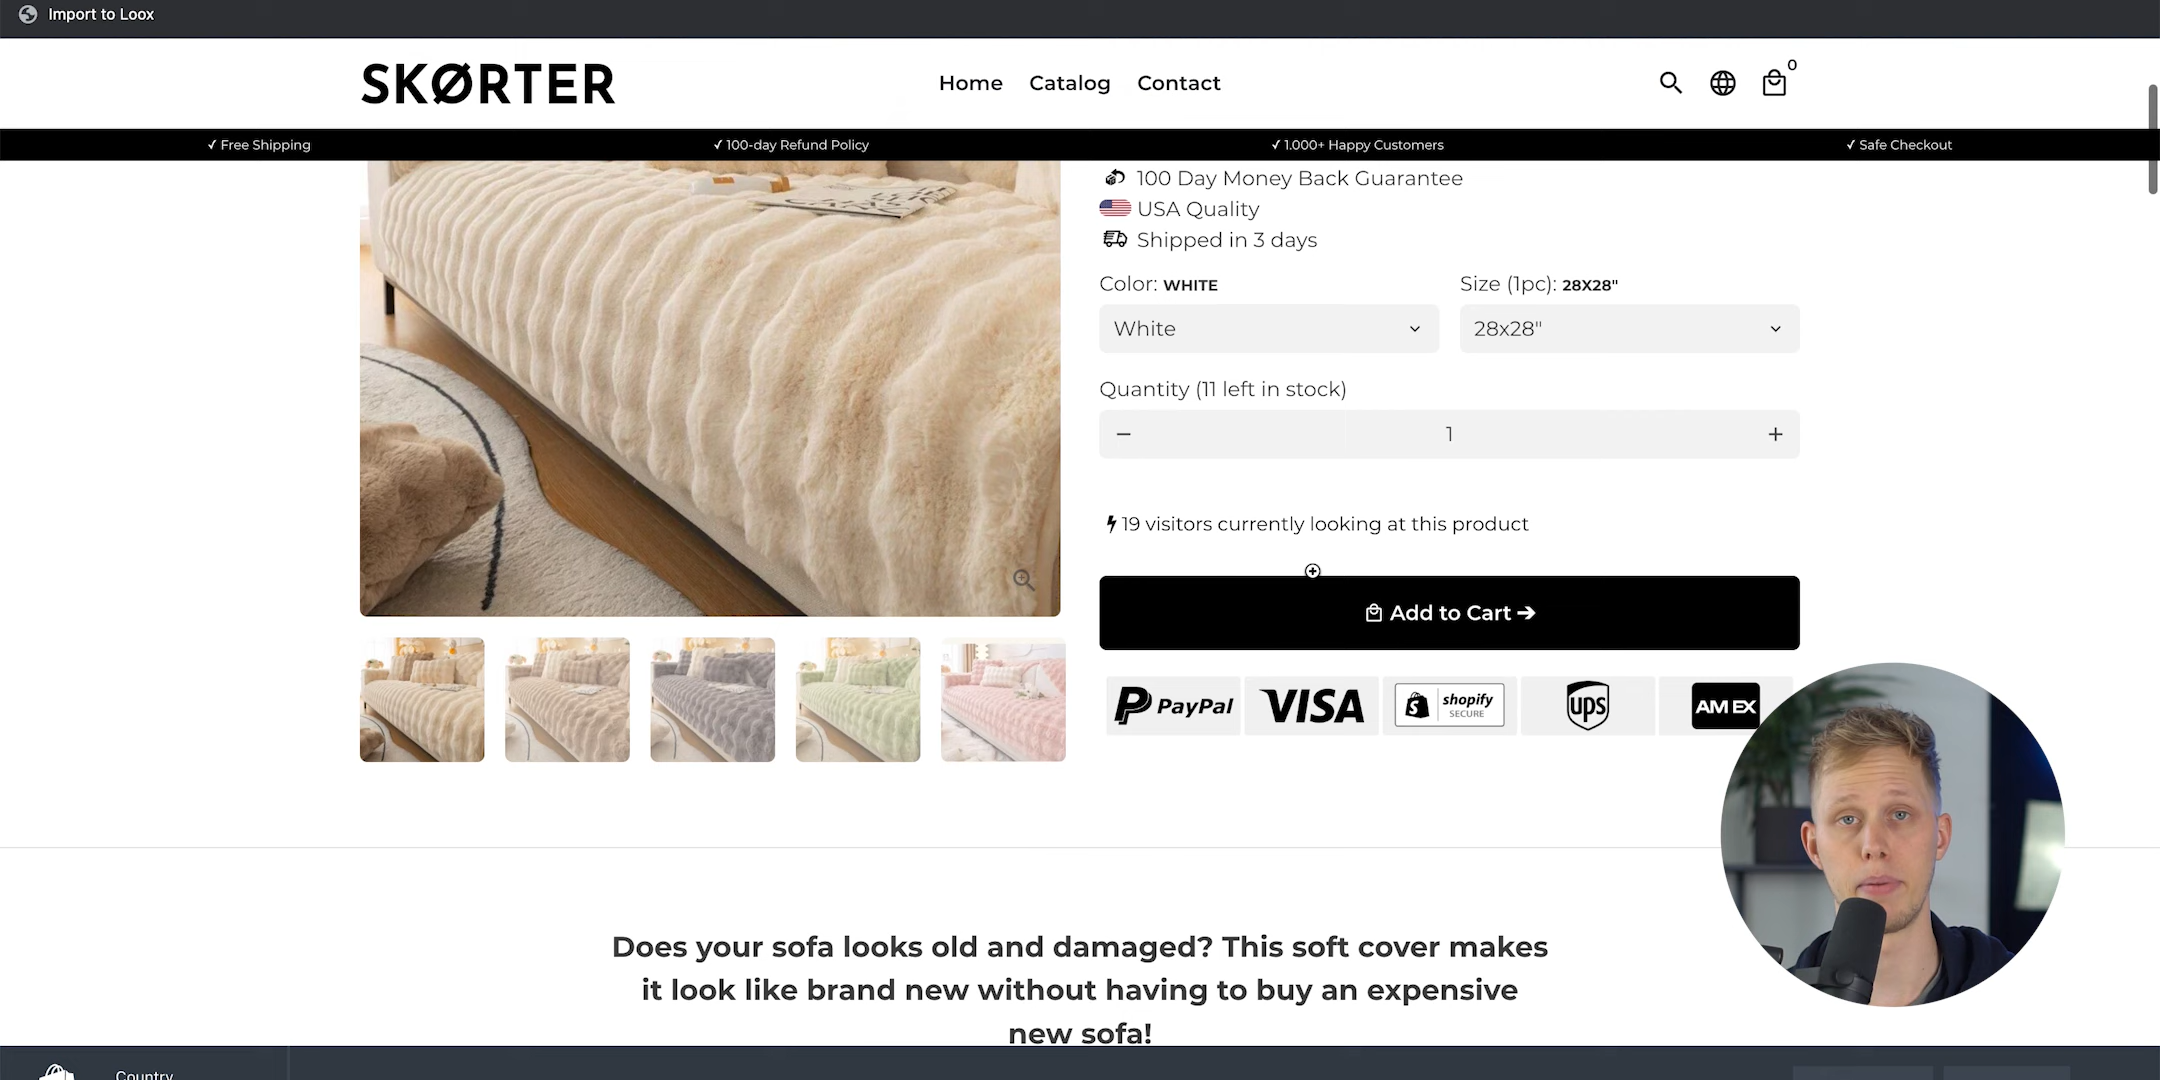 Import to Loox
SKØRTER
Home Catalog Contact
0
✓ Free Shipping
✓ 100-day Refund Policy
✓ 1.000+ Happy Customers
✓ Safe Checkout
100 Day Money Back Guarantee
USA Quality
Shipped in 3 days
Color: WHITE
Size (1pc): 28X28"
White
28x28"
Quantity (11 left in stock)
− 1 +
19 visitors currently looking at this product
Add to Cart →
PayPal
VISA
shopify
SECURE
ups
AMEX
Does your sofa looks old and damaged? This soft cover makes
it look like brand new without having to buy an expensive
new sofa!
Country